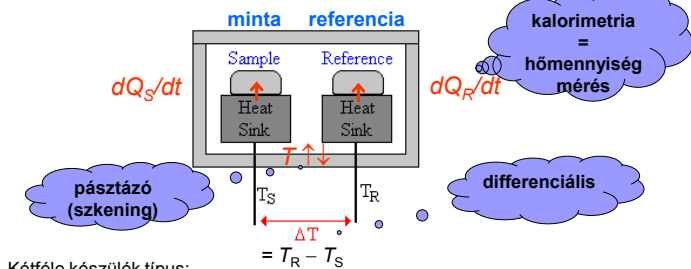 minta referencia
kalorimetria
=
hőmennyiség
mérés
Sample Reference
dQS/dt
dQR/dt
Heat
Sink
Heat
Sink
T ↑↓
pásztázó
(szkening)
TS
TR
differenciális
ΔT
= TR – TS
Kétféle készülék típus: